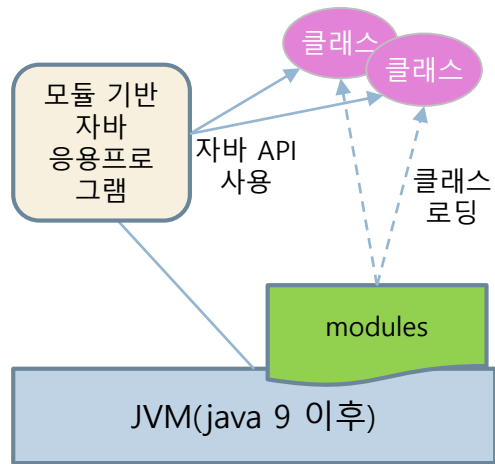 클래스
클래스
모듈 기반
자바
응용프로
그램
자바 API
사용
클래스
로딩
modules
JVM(java 9 이후)